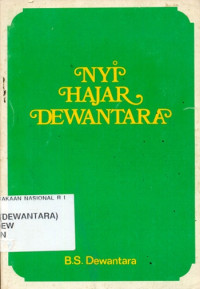 NYI
HAJAR
DEWANTARA
AKAAN NASIONAL R I
(DEWANTARA)
EW
N
B.S. Dewantara